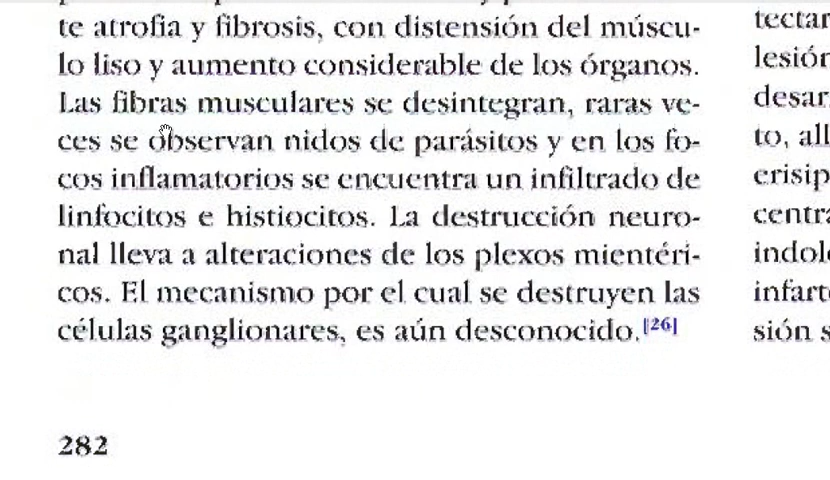 te atrofia y fibrosis, con distensión del múscu-
lo liso y aumento considerable de los órganos.
Las fibras musculares se desintegran, raras ve-
ces se observan nidos de parásitos y en los fo-
cos inflamatorios se encuentra un infiltrado de
linfocitos e histiocitos. La destrucción neuro-
nal lleva a alteraciones de los plexos mientéri-
cos. El mecanismo por el cual se destruyen las
células ganglionares, es aún desconocido.[26]
282
tectar
lesión
desar
to, all
erisip
centra
indole
infart
sión s